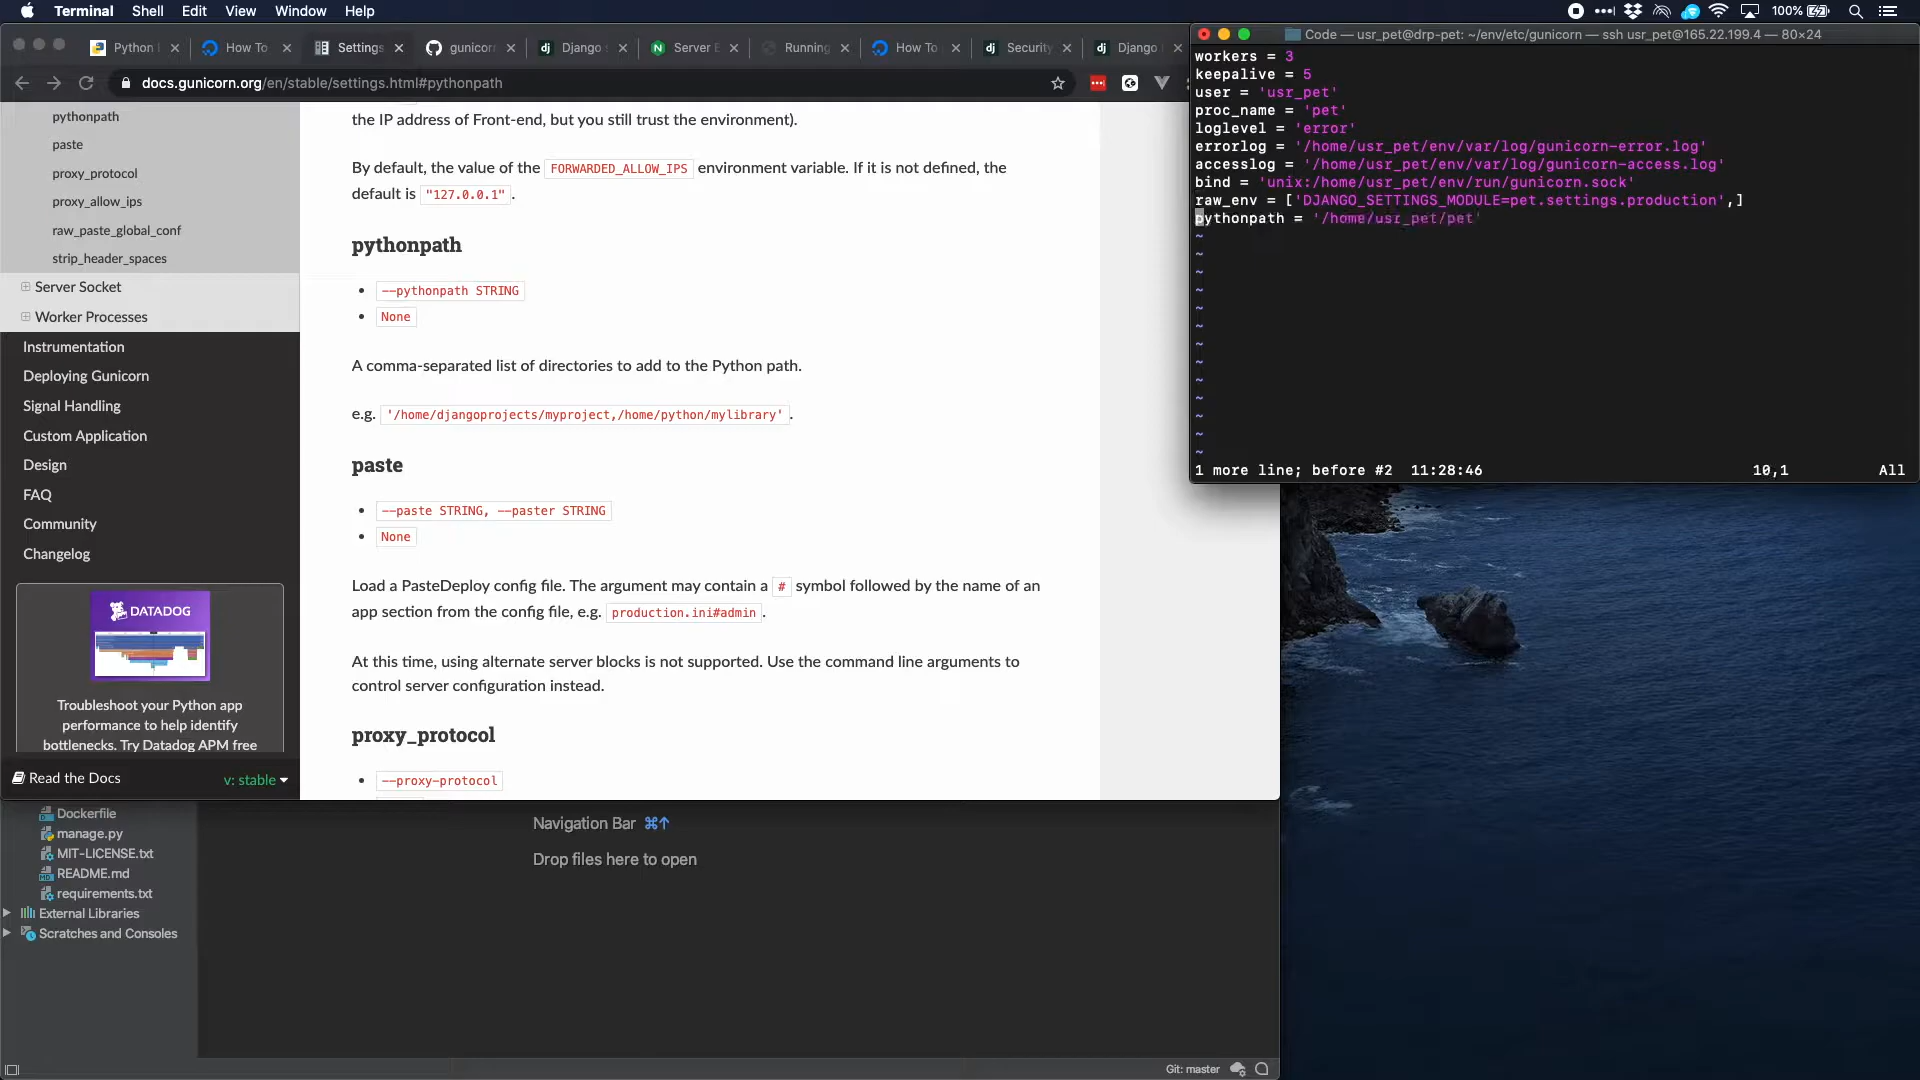 Terminal Shell Edit View Window Help
100%
Python How To Settings gunicorn Django Server Running How To Security Django
docs.gunicorn.org/en/stable/settings.html#pythonpath
pythonpath
paste
proxy_protocol
proxy_allow_ips
raw_paste_global_conf
strip_header_spaces
Server Socket
Worker Processes
Instrumentation
Deploying Gunicorn
Signal Handling
Custom Application
Design
FAQ
Community
Changelog
DATADOG
Troubleshoot your Python app
performance to help identify
bottlenecks. Try Datadog APM free
Read the Docs v: stable
the IP address of Front-end, but you still trust the environment).
By default, the value of the FORWARDED_ALLOW_IPS environment variable. If it is not defined, the
default is "127.0.0.1".
pythonpath
--pythonpath STRING
None
A comma-separated list of directories to add to the Python path.
e.g. '/home/djangoprojects/myproject,/home/python/mylibrary'.
paste
--paste STRING, --paster STRING
None
Load a PasteDeploy config file. The argument may contain a # symbol followed by the name of an
app section from the config file, e.g. production.ini#admin.
At this time, using alternate server blocks is not supported. Use the command line arguments to
control server configuration instead.
proxy_protocol
--proxy-protocol
Code — usr_pet@drp-pet: ~/env/etc/gunicorn — ssh usr_pet@165.22.199.4 — 80×24
workers = 3
keepalive = 5
user = 'usr_pet'
proc_name = 'pet'
loglevel = 'error'
errorlog = '/home/usr_pet/env/var/log/gunicorn-error.log'
accesslog = '/home/usr_pet/env/var/log/gunicorn-access.log'
bind = 'unix:/home/usr_pet/env/run/gunicorn.sock'
raw_env = ['DJANGO_SETTINGS_MODULE=pet.settings.production',]
pythonpath = '/home/usr_pet/pet'
~
~
~
~
~
~
~
~
~
~
~
~
~
1 more line; before #2 11:28:46 10,1 All
Dockerfile
manage.py
MIT-LICENSE.txt
README.md
requirements.txt
External Libraries
Scratches and Consoles
Navigation Bar ⌘↑
Drop files here to open
Git: master